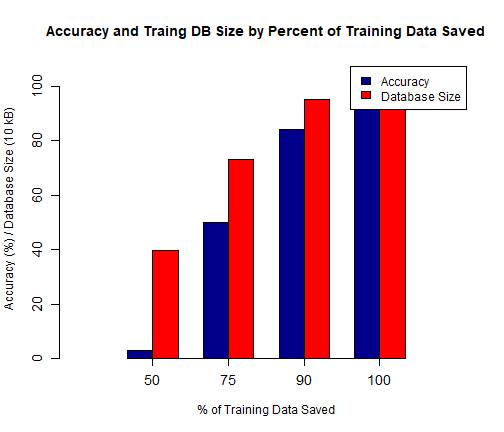 Accuracy and Traing DB Size by Percent of Training Data Saved
Accuracy
Database Size
Accuracy (%) / Database Size (10 kB)
100
80
60
40
20
0
50 75 90 100
% of Training Data Saved